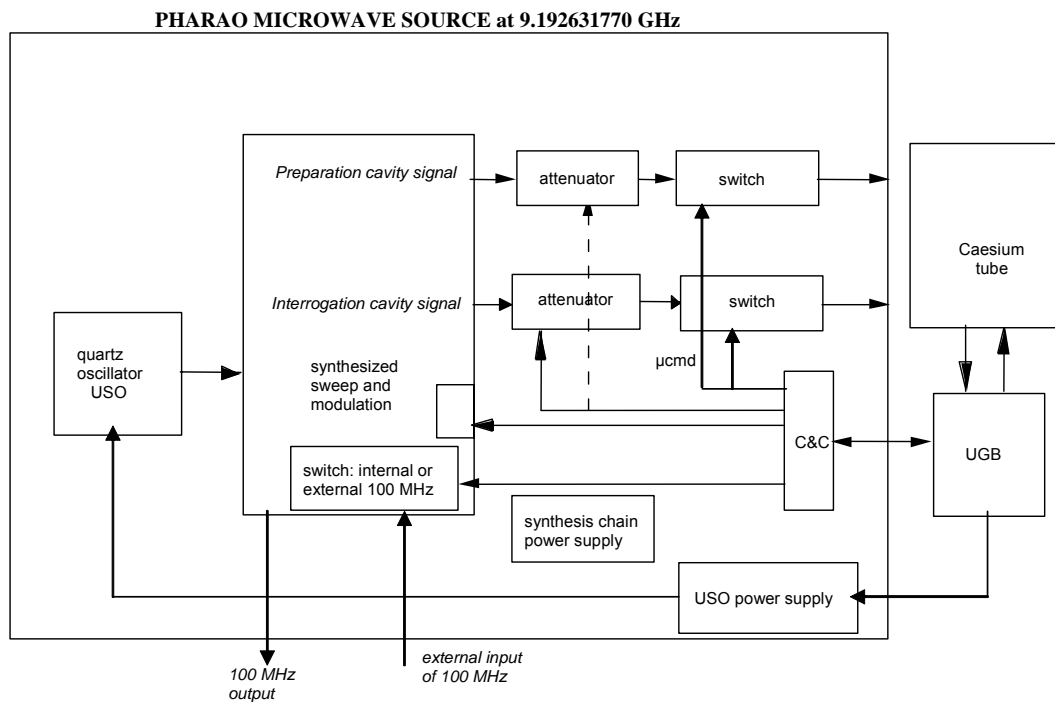 PHARAO MICROWAVE SOURCE at 9.192631770 GHz
Preparation cavity signal
attenuator
switch
Caesium
tube
Interrogation cavity signal
attenuator
switch
quartz
oscillator
USO
synthesized
sweep and
modulation
µcmd
C&C
UGB
switch: internal or
external 100 MHz
synthesis chain
power supply
USO power supply
100 MHz
output
external input
of 100 MHz